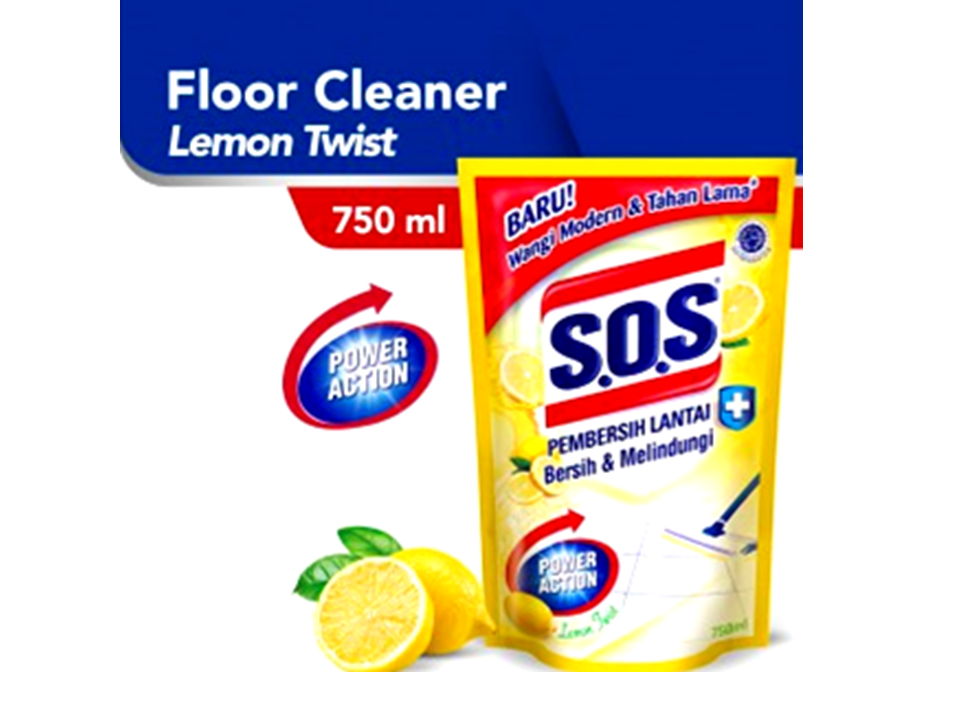 Floor Cleaner
Lemon Twist
750 ml
BARU!
Wangi Modern & Tahan Lama*
S.O.S
PEMBERSIH LANTAI
Bersih & Melindungi
POWER
ACTION
POWER
ACTION
Lemon Twist
750ml